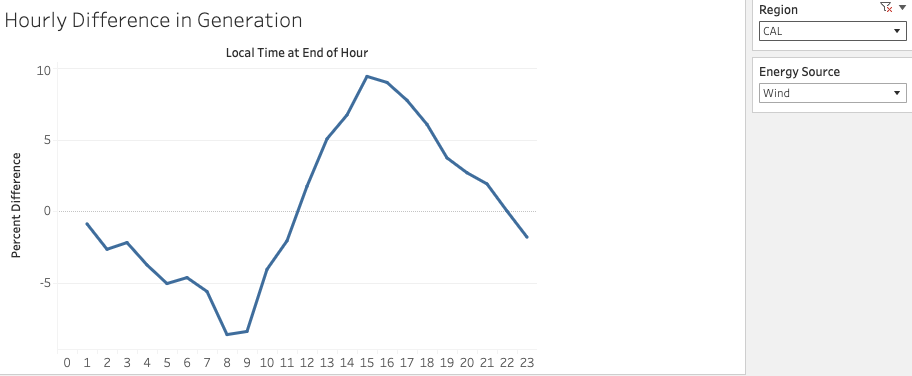 Hourly Difference in Generation
Local Time at End of Hour
Percent Difference
10
5
0
-5
0 1 2 3 4 5 6 7 8 9 10 11 12 13 14 15 16 17 18 19 20 21 22 23
Region
CAL
Energy Source
Wind